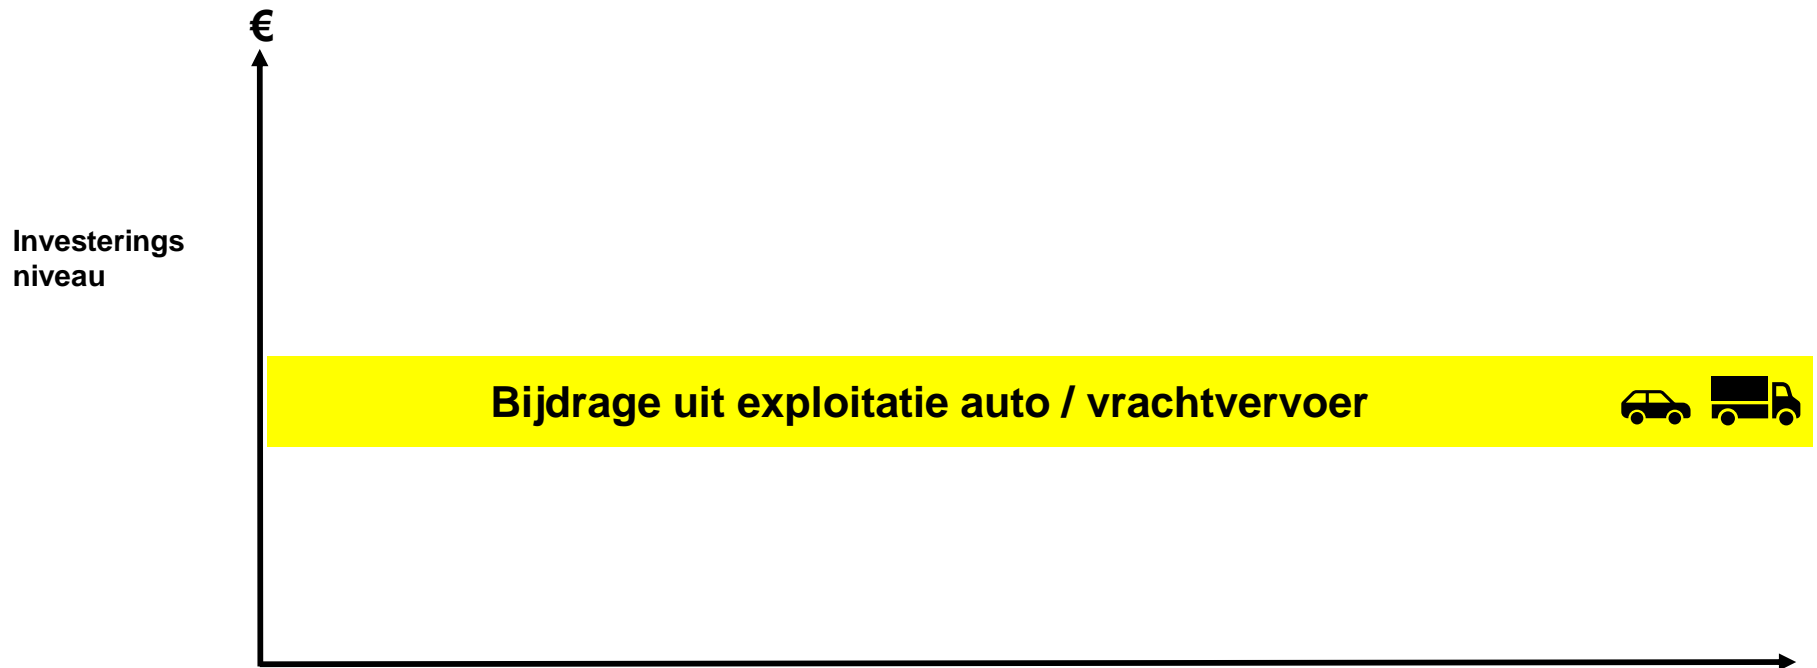 €
Investerings
niveau
Bijdrage uit exploitatie auto / vrachtvervoer